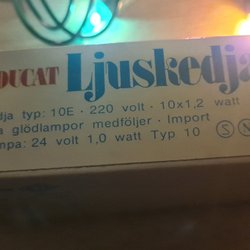 DUCAT Ljuskedja
dja typ: 10E · 220 volt · 10x1,2 watt
a glödlampor medföljer · Import
mpa: 24 volt 1,0 watt Typ 10